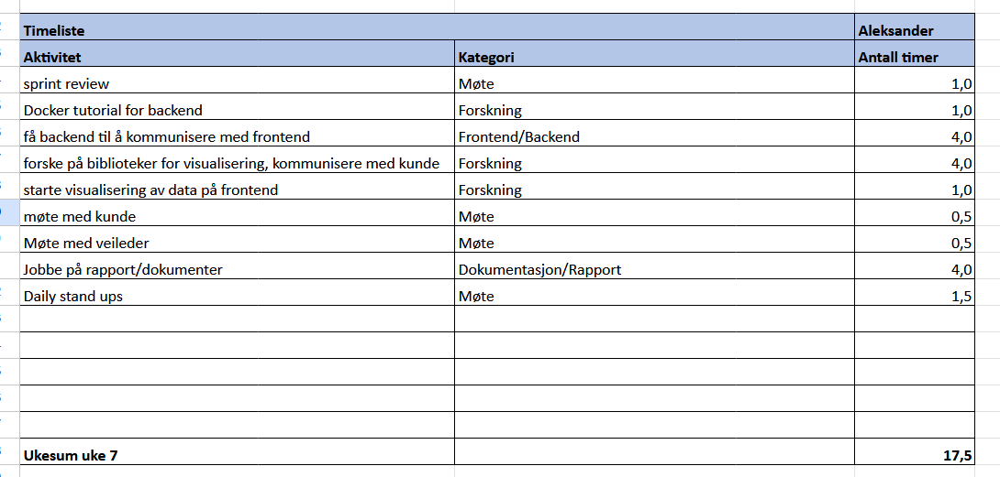 Timeliste Aleksander
Aktivitet Kategori Antall timer
sprint review Møte 1,0
Docker tutorial for backend Forskning 1,0
få backend til å kommunisere med frontend Frontend/Backend 4,0
forske på biblioteker for visualisering, kommunisere med kunde Forskning 4,0
starte visualisering av data på frontend Forskning 1,0
møte med kunde Møte 0,5
Møte med veileder Møte 0,5
Jobbe på rapport/dokumenter Dokumentasjon/Rapport 4,0
Daily stand ups Møte 1,5
Ukesum uke 7 17,5